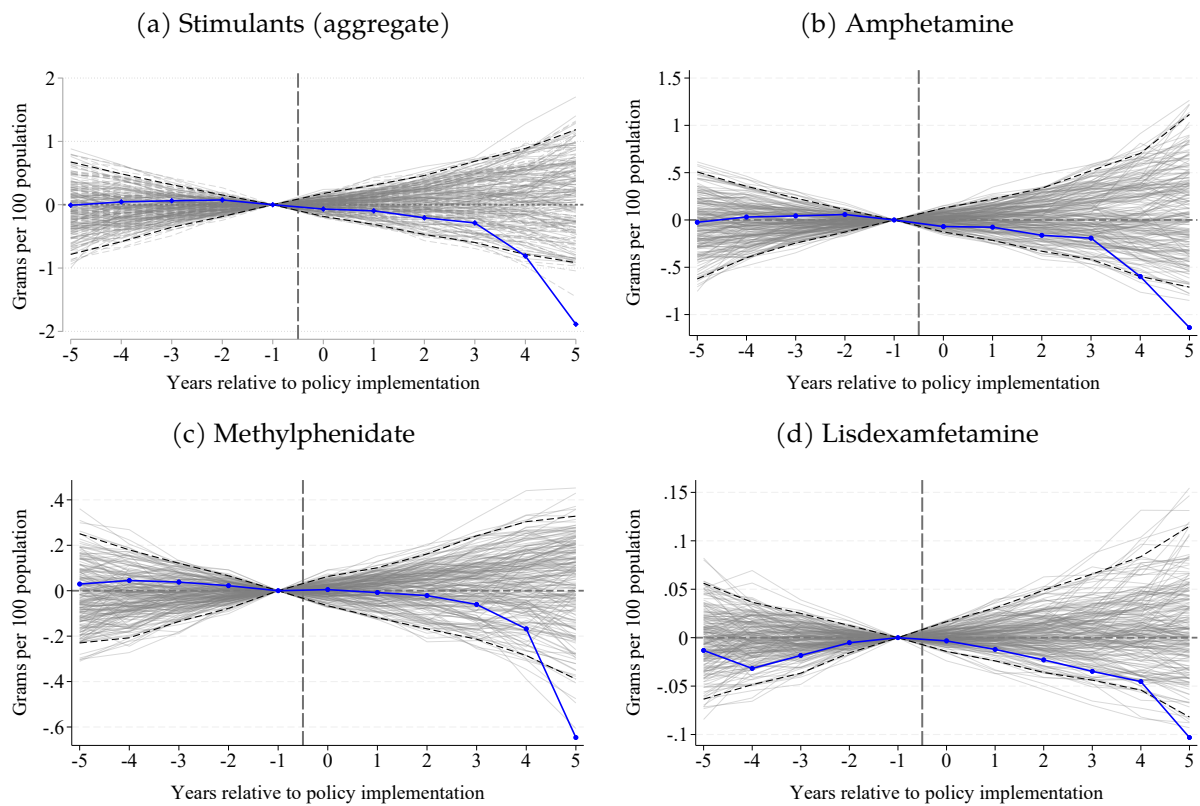 (a) Stimulants (aggregate)
Grams per 100 population
2
1
0
-1
-2
-5 -4 -3 -2 -1 0 1 2 3 4 5
Years relative to policy implementation
(b) Amphetamine
Grams per 100 population
1.5
1
.5
0
-.5
-1
-5 -4 -3 -2 -1 0 1 2 3 4 5
Years relative to policy implementation
(c) Methylphenidate
Grams per 100 population
.4
.2
0
-.2
-.4
-.6
-5 -4 -3 -2 -1 0 1 2 3 4 5
Years relative to policy implementation
(d) Lisdexamfetamine
Grams per 100 population
.15
.1
.05
0
-.05
-.1
-5 -4 -3 -2 -1 0 1 2 3 4 5
Years relative to policy implementation